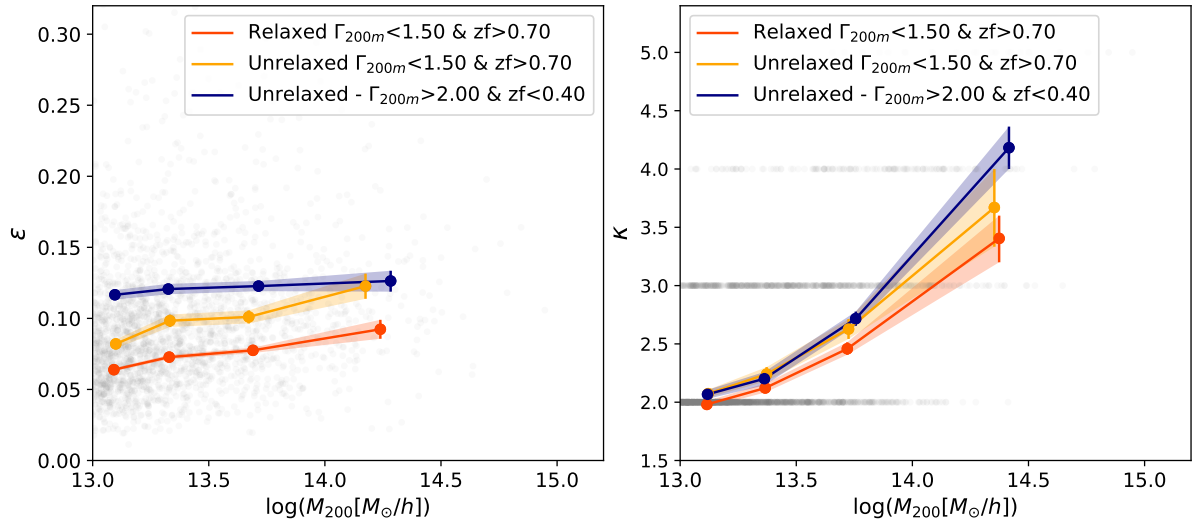 Relaxed Γ200m<1.50 & zf>0.70
Unrelaxed Γ200m<1.50 & zf>0.70
Unrelaxed - Γ200m>2.00 & zf<0.40
0.30
0.25
0.20
0.15
0.10
0.05
0.00
ε
13.0 13.5 14.0 14.5 15.0
log(M200[M⊙/h])
Relaxed Γ200m<1.50 & zf>0.70
Unrelaxed Γ200m<1.50 & zf>0.70
Unrelaxed - Γ200m>2.00 & zf<0.40
5.0
4.5
4.0
3.5
3.0
2.5
2.0
1.5
κ
13.0 13.5 14.0 14.5 15.0
log(M200[M⊙/h])